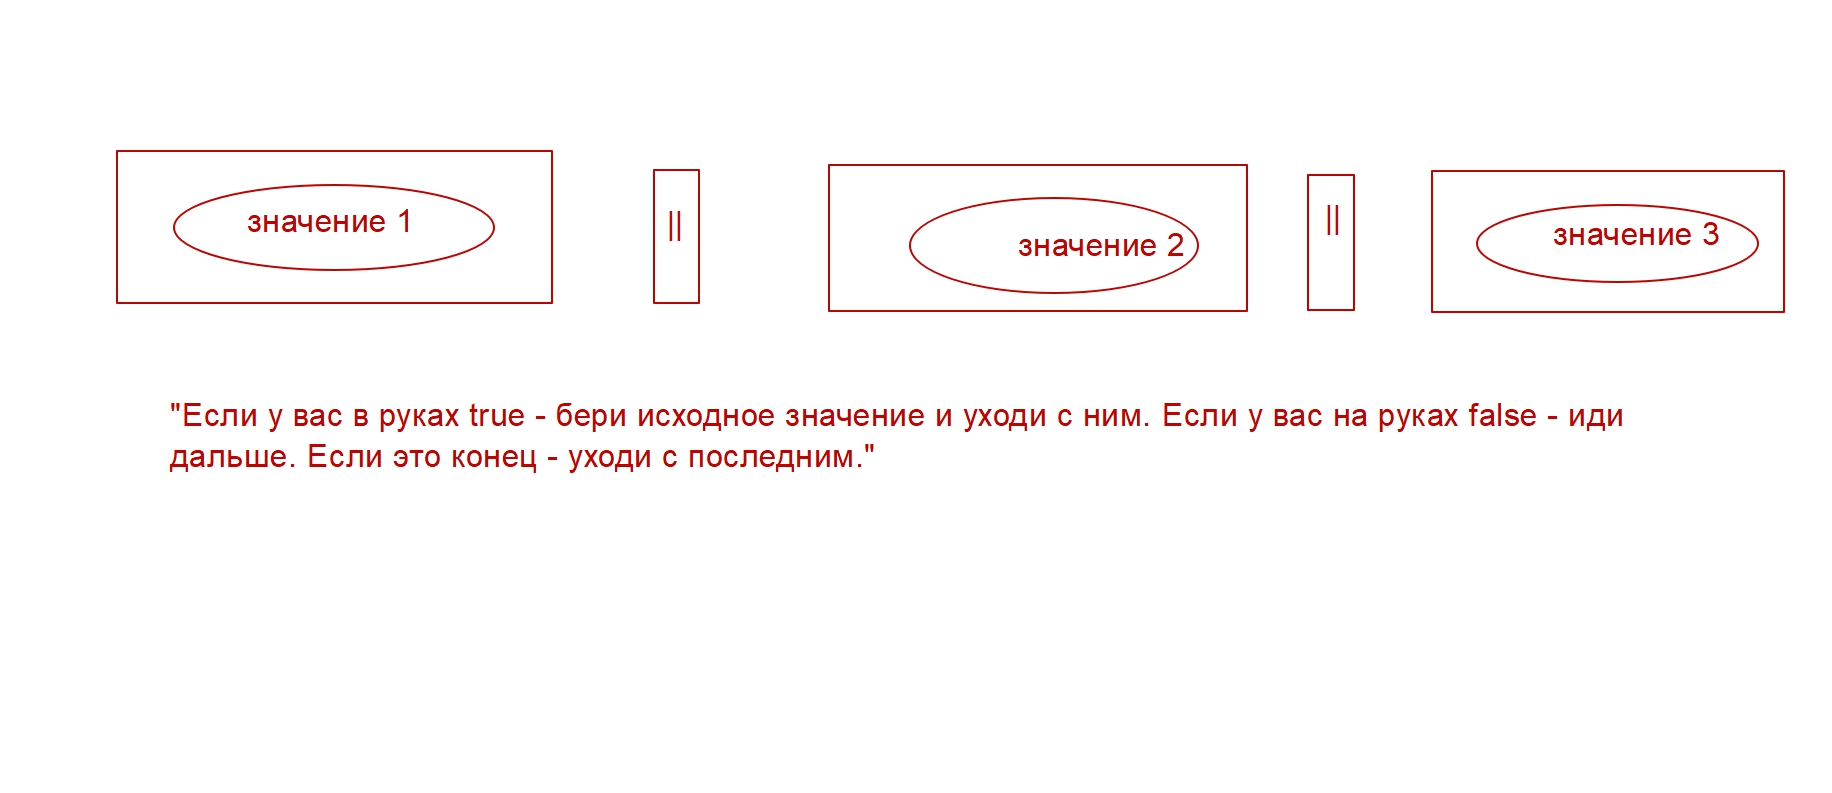 значение 1
||
значение 2
||
значение 3
"Если у вас в руках true - бери исходное значение и уходи с ним. Если у вас на руках false - иди
дальше. Если это конец - уходи с последним."